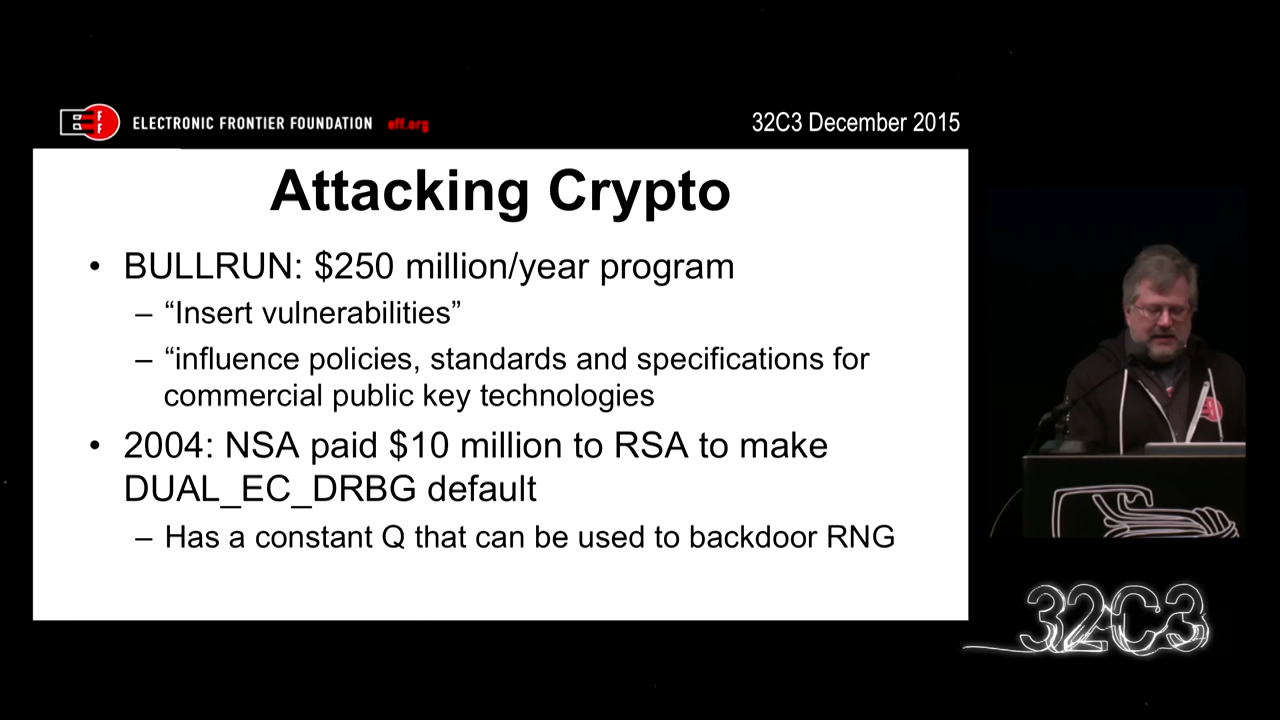 ELECTRONIC FRONTIER FOUNDATION eff.org
32C3 December 2015
Attacking Crypto
• BULLRUN: $250 million/year program
– “Insert vulnerabilities”
– “influence policies, standards and specifications for
commercial public key technologies
• 2004: NSA paid $10 million to RSA to make
DUAL_EC_DRBG default
– Has a constant Q that can be used to backdoor RNG
32C3